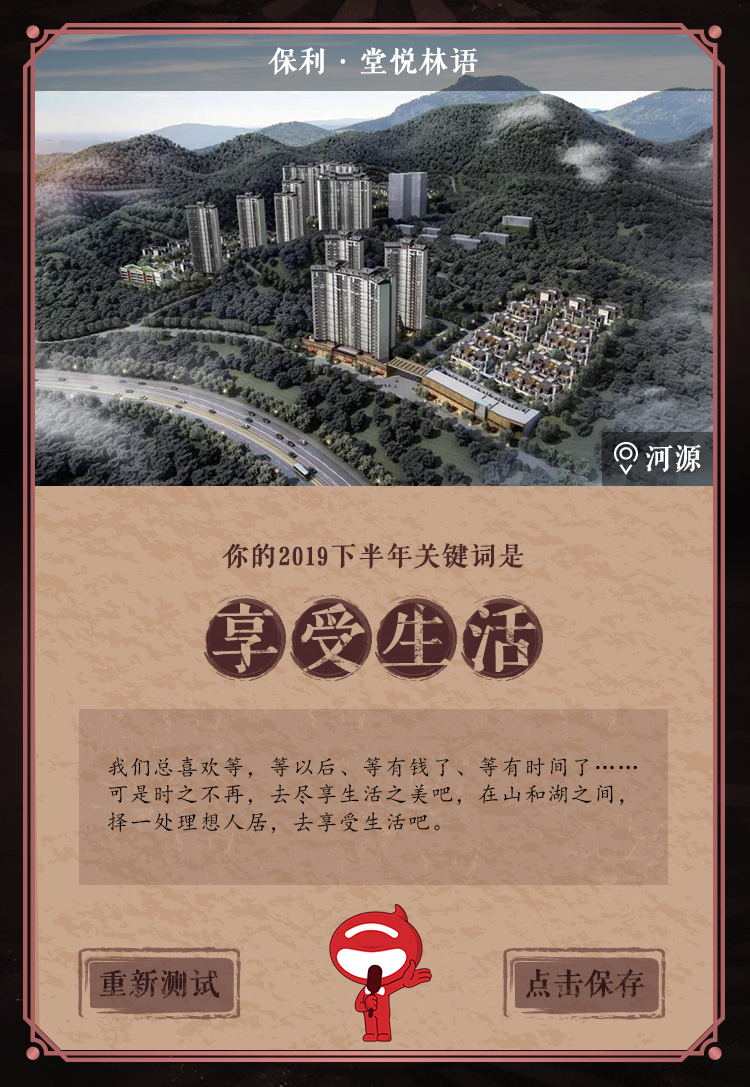 保利·堂悦林语
河源
你的2019下半年关键词是
享受生活
我们总喜欢等，等以后、等有钱了、等有时间了……
可是时之不再，去尽享生活之美吧，在山和湖之间，
择一处理想人居，去享受生活吧。
重新测试
点击保存